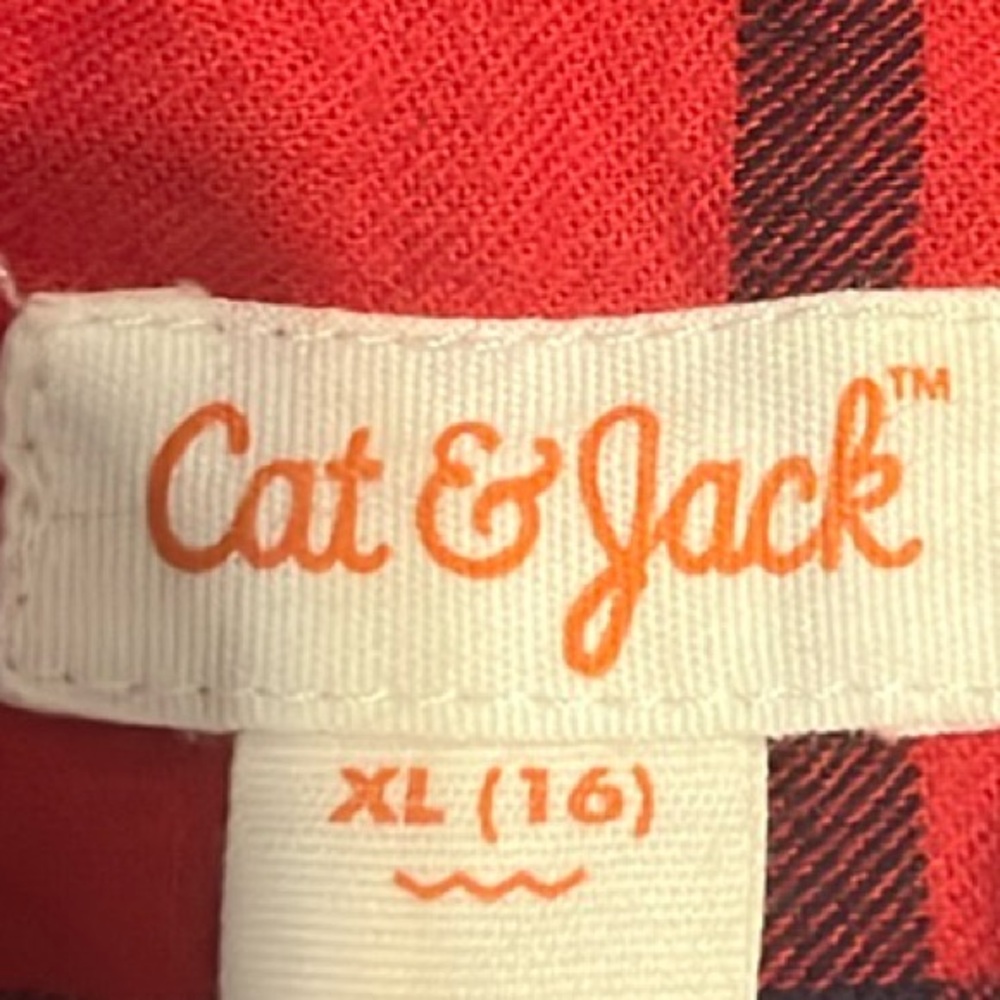 Cat & Jack™
XL (16)